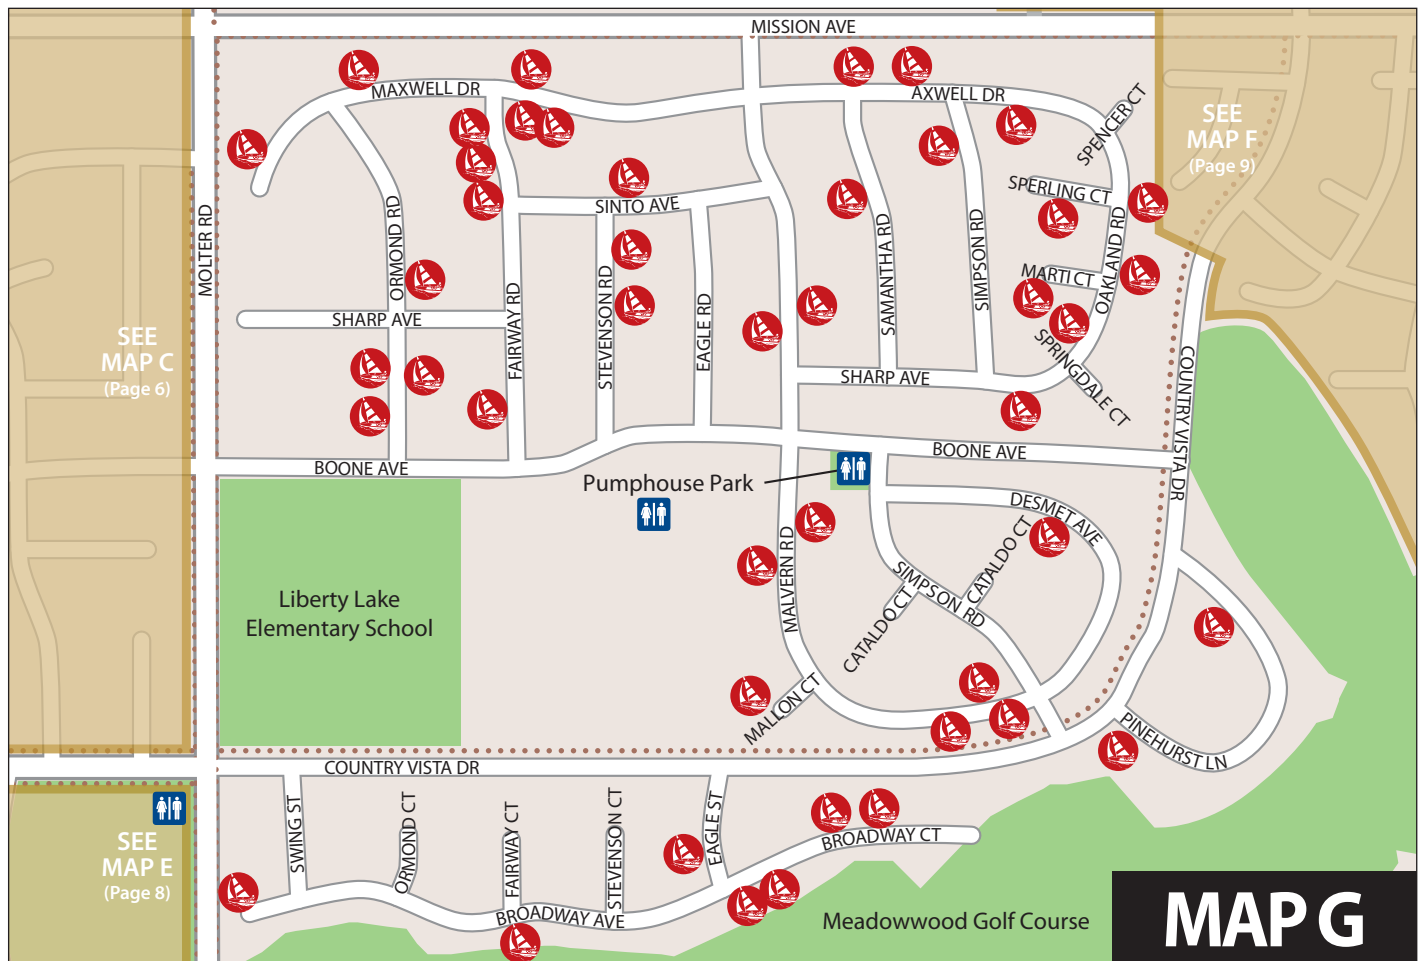 MISSION AVE
MAXWELL DR
AXWELL DR
SPENCER CT
SEE
MAP F
(Page 9)
SPERLING CT
SINTO AVE
MOLTER RD
ORMOND RD
FAIRWAY RD
STEVENSON RD
EAGLE RD
SAMANTHA RD
SIMPSON RD
OAKLAND RD
MARTI CT
SHARP AVE
SEE
MAP C
(Page 6)
SHARP AVE
SPRINGDALE CT
COUNTRY VISTA DR
BOONE AVE
BOONE AVE
Pumphouse Park
DESMET AVE
CATALDO CT
MALVERN RD
SIMPSON RD
CATALDO CT
Liberty Lake
Elementary School
MALLON CT
PINEHURST LN
COUNTRY VISTA DR
SWING ST
ORMOND CT
FAIRWAY CT
STEVENSON CT
EAGLE ST
BROADWAY CT
SEE
MAP E
(Page 8)
BROADWAY AVE
Meadowwood Golf Course
MAP G